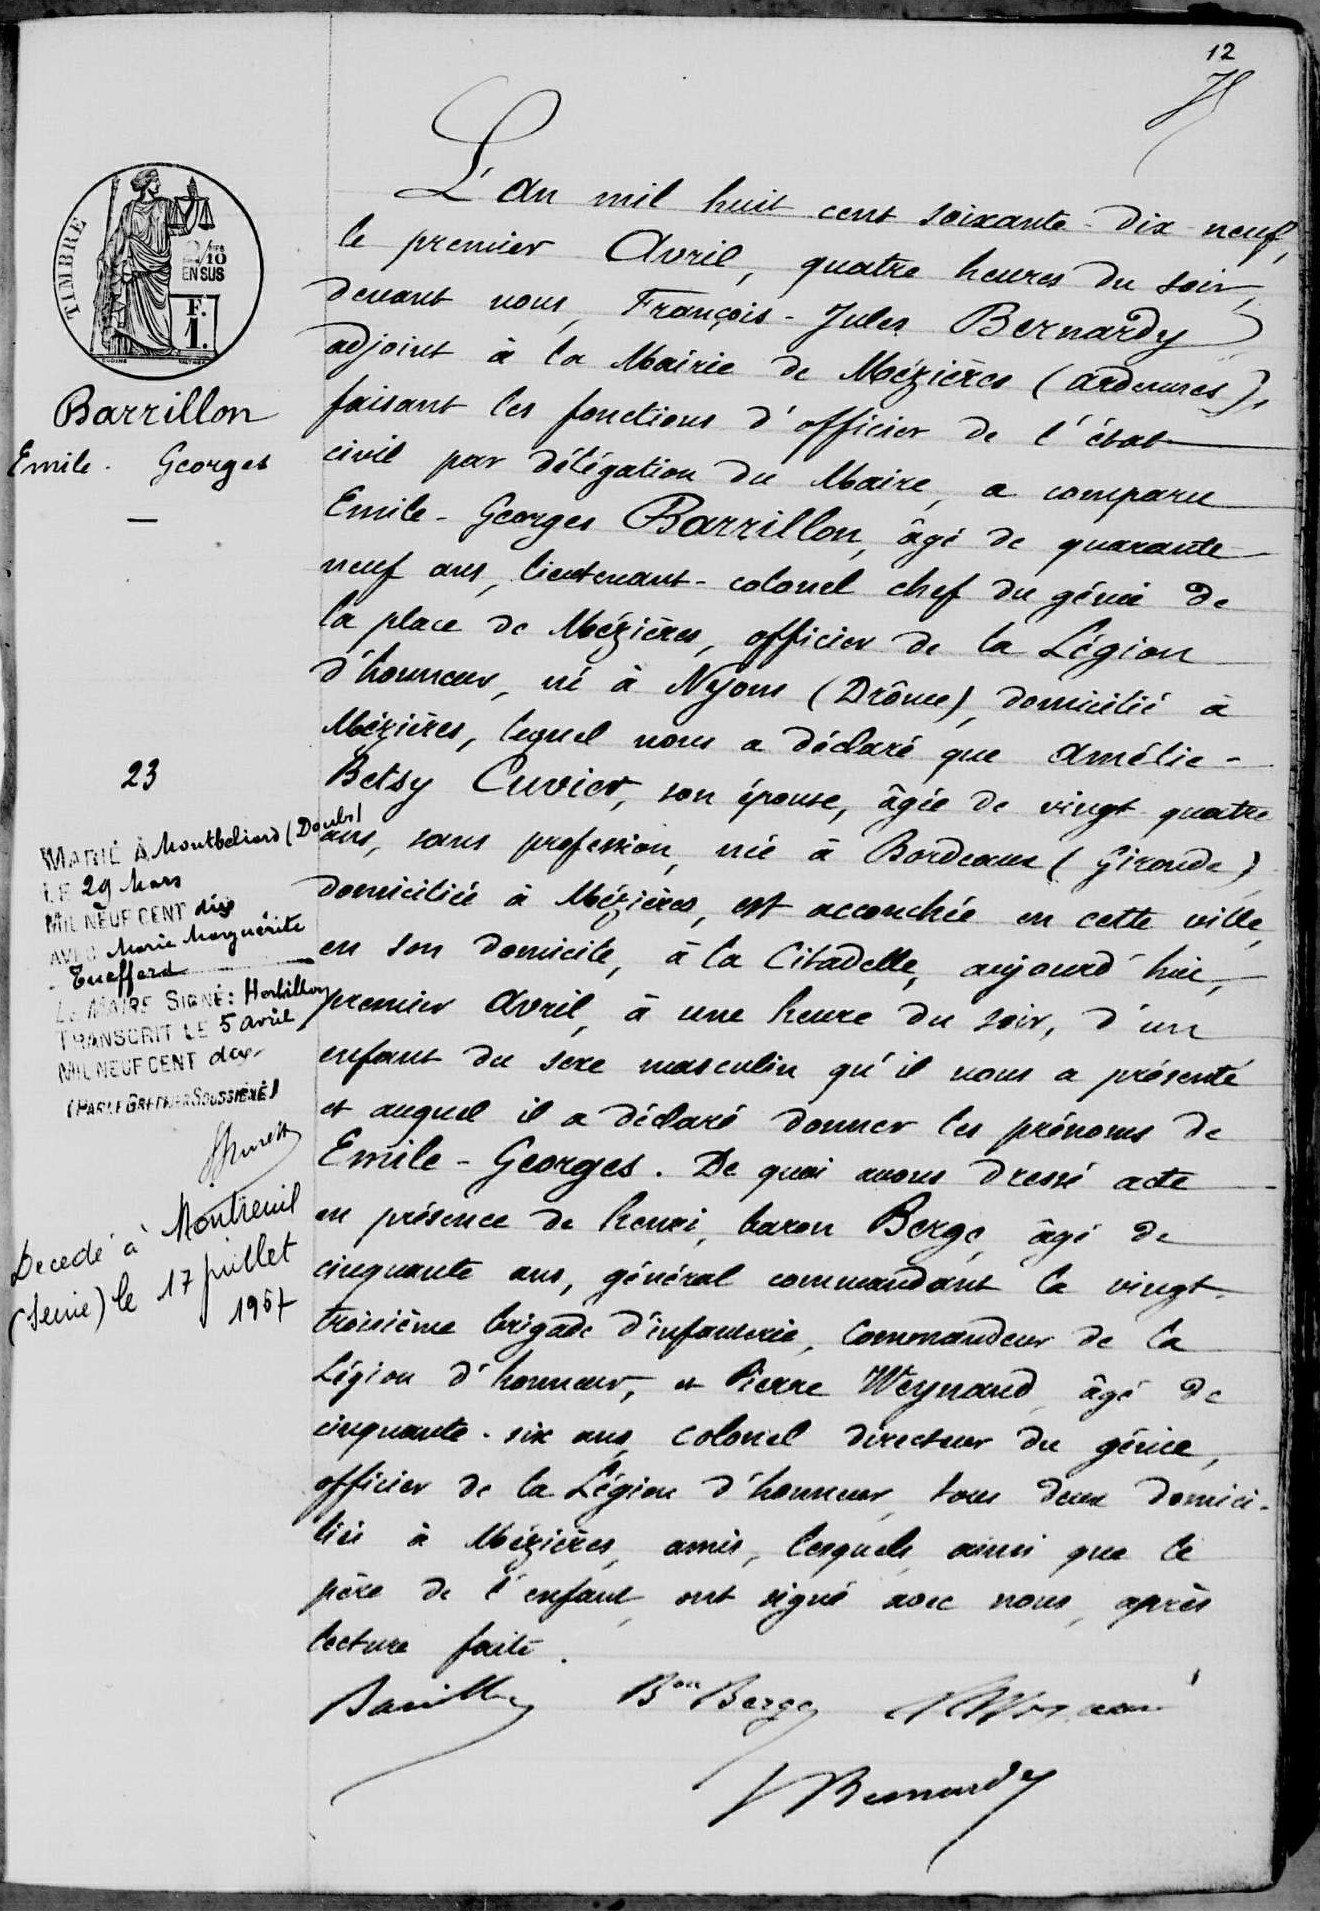 12
TIMBRE
2/10
EN SUS
F.
1.
Barrillon
Emile - Georges
23
MARIÉ À Montbeliard (Doubs)
LE 29 Mars
MIL NEUF CENT dix
AVEC Marie Marguérite
Tuefferd
LE MAIRE SIGNÉ:
TRANSCRIT LE 5 Avril
MIL NEUF CENT dix
(PAR LE GREFFIER SOUSSIGNÉ)
Decedé à Montreuil
(Seine) le 17 juillet
1967
L'an mil huit cent soixante-dix-neuf,
le premier Avril, quatre heures du soir,
devant nous, François-Jules Bernardy
adjoint à la Mairie de Mézières (ardennes),
faisant les fonctions d'officier de l'état
civil par délégation du Maire, a comparu
Emile-Georges Barrillon, âgé de quarante
neuf ans, lieutenant-colonel chef du génie de
la place de Mézières, officier de la Légion
d'honneur, né à Nyons (Drôme), domicilié à
Mézières, lequel nous a déclaré que Amélie-
Betsy Cuvier, son épouse, âgée de vingt quatre
ans, sans profession, née à Bordeaux (Gironde)
domiciliée à Mézières, est accouchée en cette ville,
en son domicile, à la Citadelle, aujourd'hui,
premier Avril, à une heure du soir, d'un
enfant du sexe masculin qu'il nous a présenté
et auquel il a déclaré donner les prénoms de
Emile-Georges. De quoi avons dressé acte
en présence de henri, baron Berge, âgé de
cinquante ans, général commandant la vingt-
troisième brigade d'infanterie, Commandeur de la
Légion d'honneur, et Pierre Weynand, âgé de
cinquante-six ans, colonel directeur du génie,
officier de la Légion d'honneur, tous deux domici-
liés à Mézières, amis, lesquels, ainsi que le
père de l'enfant, ont signé avec nous, après
lecture faite.
Barrillon Bon Berge
Bernardy